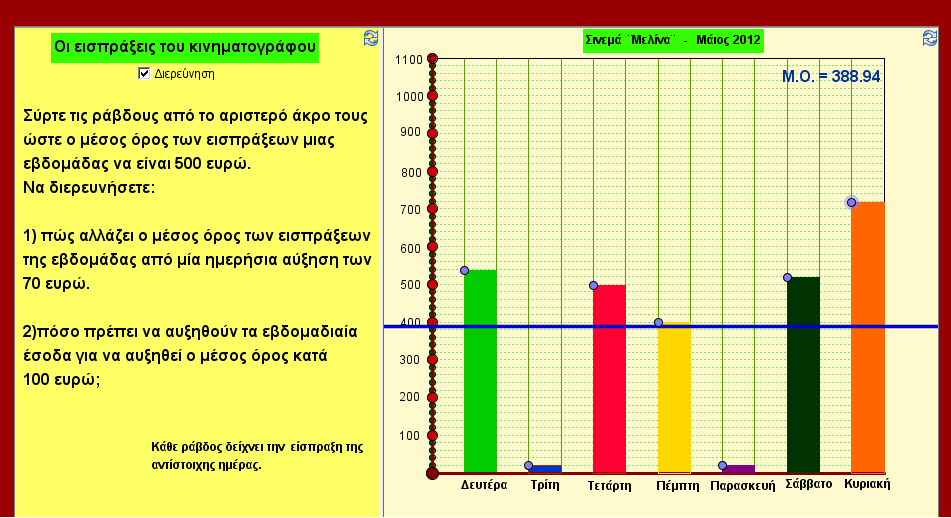 Οι εισπράξεις του κινηματογράφου
Διερεύνηση
Σύρτε τις ράβδους από το αριστερό άκρο τους
ώστε ο μέσος όρος των εισπράξεων μιας
εβδομάδας να είναι 500 ευρώ.
Να διερευνήσετε:
1) πώς αλλάζει ο μέσος όρος των εισπράξεων
της εβδομάδας από μία ημερήσια αύξηση των
70 ευρώ.
2)πόσο πρέπει να αυξηθούν τα εβδομαδιαία
έσοδα για να αυξηθεί ο μέσος όρος κατά
100 ευρώ;
Κάθε ράβδος δείχνει την είσπραξη της
αντίστοιχης ημέρας.
Σινεμά ¨Μελίνα¨ - Μάιος 2012
Μ.Ο. = 388.94
1100
1000
900
800
700
600
500
400
300
200
100
Δευτέρα Τρίτη Τετάρτη Πέμπτη Παρασκευή Σάββατο Κυριακή